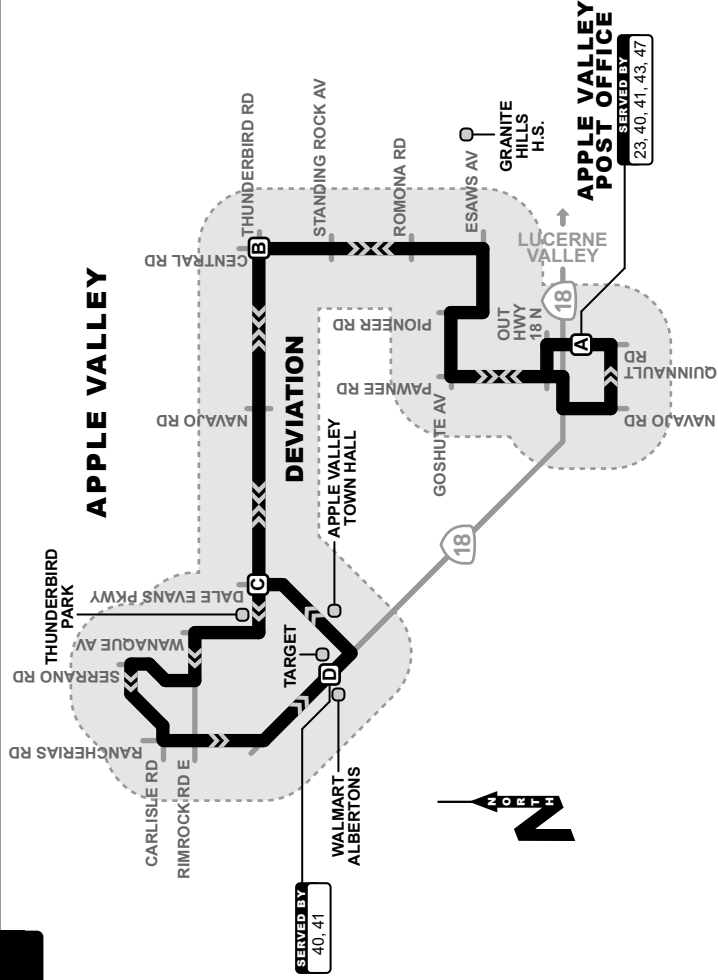 APPLE VALLEY
THUNDERBIRD
PARK
SERRANO RD
WANAQUE AV
RANCHERIAS RD
CARLISLE RD
RIMROCK RD E
DALE EVANS PKWY
C
NAVAJO RD
CENTRAL RD
THUNDERBIRD RD
B
DEVIATION
STANDING ROCK AV
ROMONA RD
ESAWS AV
GRANITE
HILLS
H.S.
TARGET
APPLE VALLEY
TOWN HALL
D
WALMART
ALBERTONS
SERVED BY
40, 41
PIONEER RD
PAWNEE RD
GOSHUTE AV
18
OUT
HWY
18 N
LUCERNE
VALLEY
18
A
QUINNAULT
RD
NAVAJO RD
APPLE VALLEY
POST OFFICE
SERVED BY
23, 40, 41, 43, 47
NORTH
N